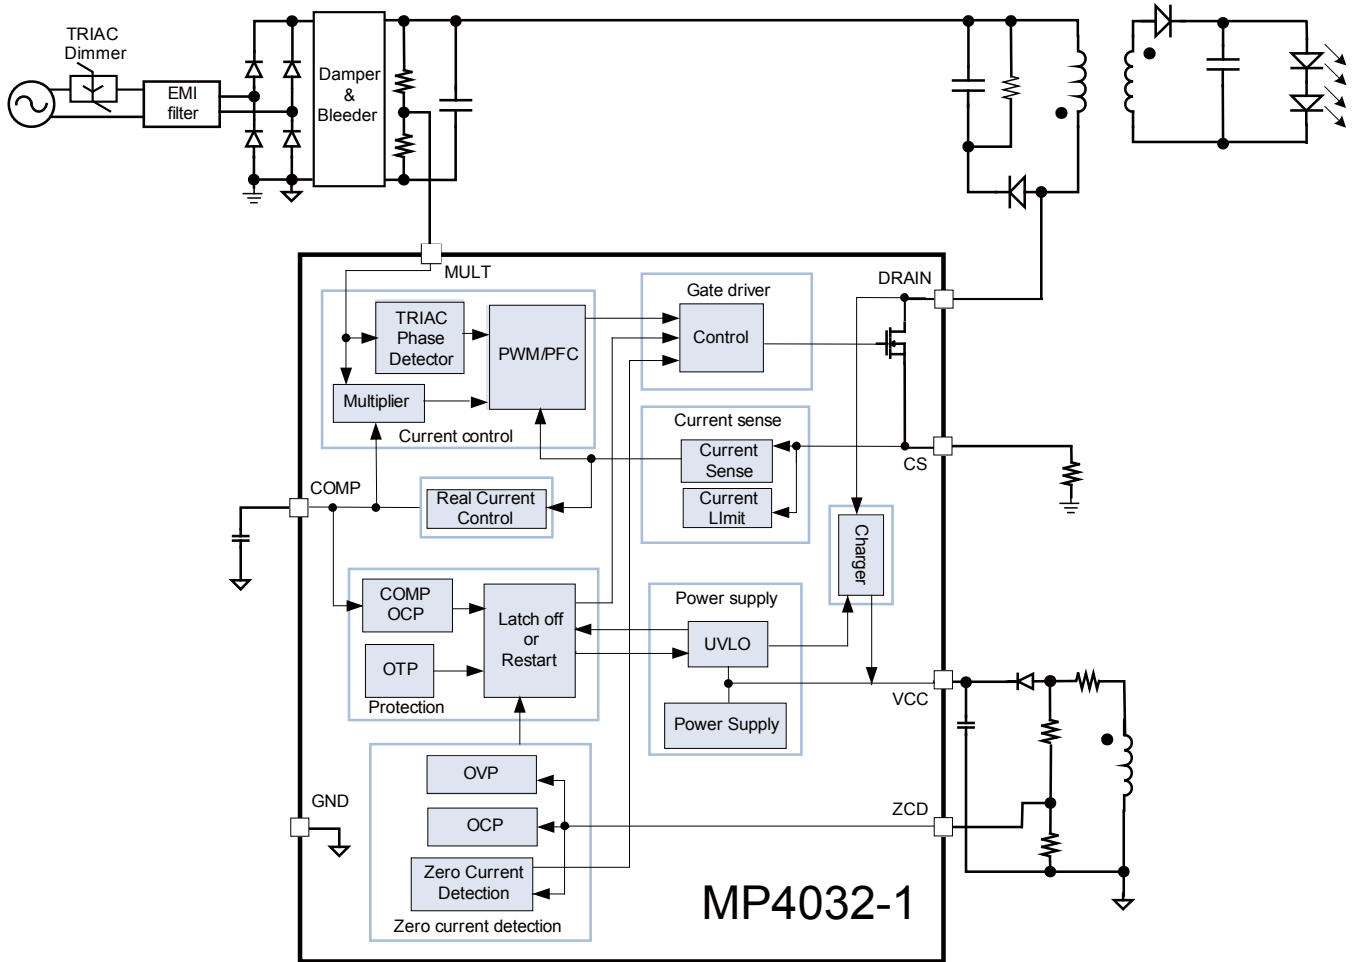 TRIAC
Dimmer
EMI
filter
Damper
&
Bleeder
MULT
DRAIN
Gate driver
TRIAC
Phase
Detector
PWM/PFC
Control
Multiplier
Current control
Current sense
Current
Sense
CS
COMP
Real Current
Control
Current
LImit
Charger
COMP
OCP
Latch off
or
Restart
Power supply
UVLO
OTP
Protection
VCC
Power Supply
OVP
GND
OCP
ZCD
Zero Current
Detection
Zero current detection
MP4032-1